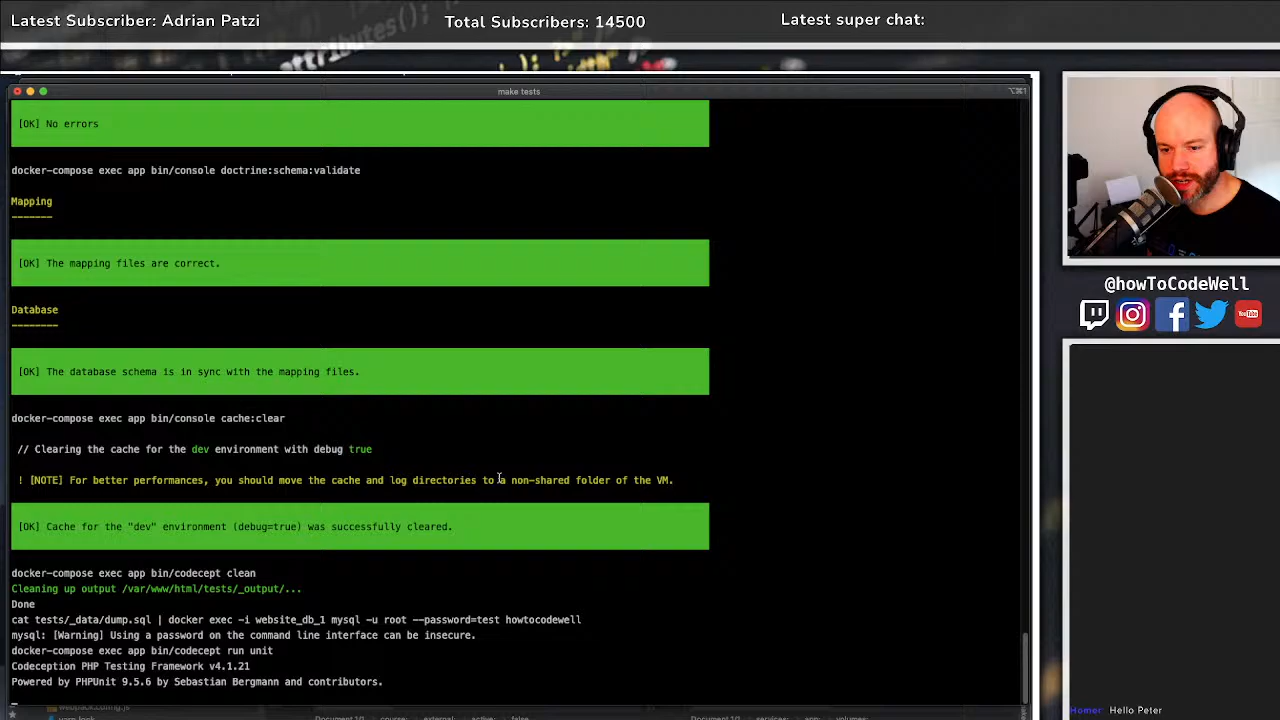 Latest Subscriber: Adrian Patzi
Total Subscribers: 14500
Latest super chat:
make tests
⌥⌘1
[OK] No errors
docker-compose exec app bin/console doctrine:schema:validate
Mapping
-------
[OK] The mapping files are correct.
Database
--------
[OK] The database schema is in sync with the mapping files.
docker-compose exec app bin/console cache:clear
// Clearing the cache for the dev environment with debug true
! [NOTE] For better performances, you should move the cache and log directories to a non-shared folder of the VM.
[OK] Cache for the "dev" environment (debug=true) was successfully cleared.
docker-compose exec app bin/codecept clean
Cleaning up output /var/www/html/tests/_output/...
Done
cat tests/_data/dump.sql | docker exec -i website_db_1 mysql -u root --password=test howtocodewell
mysql: [Warning] Using a password on the command line interface can be insecure.
docker-compose exec app bin/codecept run unit
Codeception PHP Testing Framework v4.1.21
Powered by PHPUnit 9.5.6 by Sebastian Bergmann and contributors.
@howToCodeWell
You Tube
Homer: Hello Peter